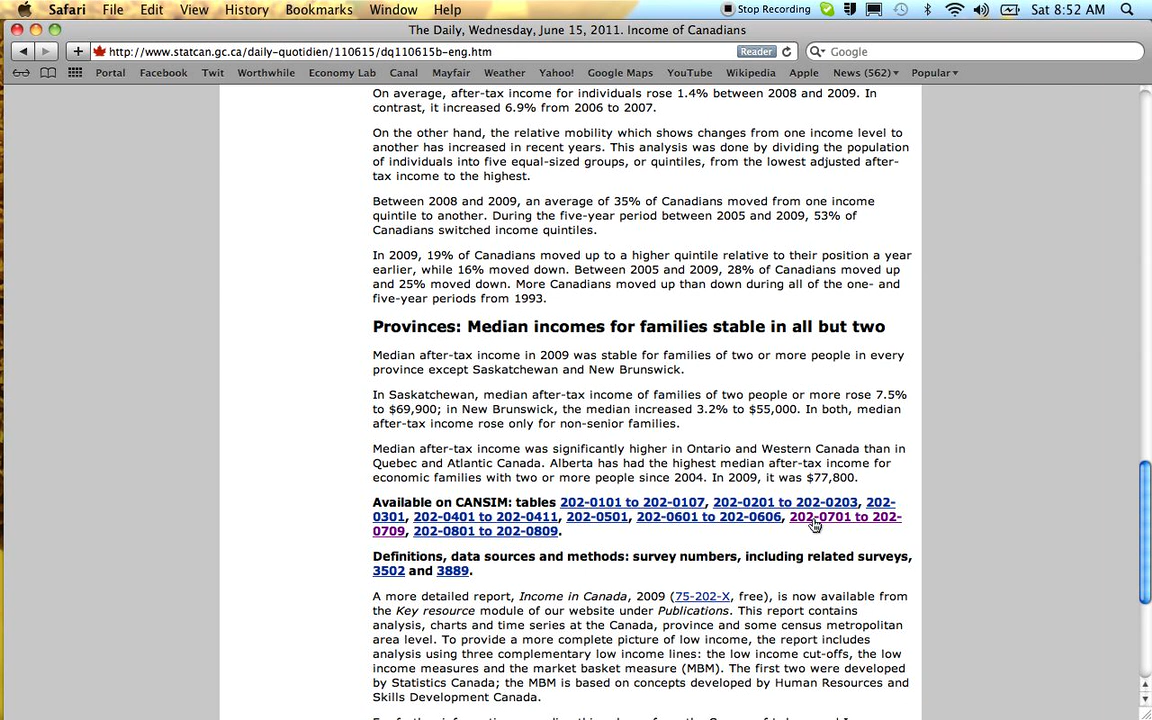 Safari File Edit View History Bookmarks Window Help Stop Recording Sat 8:52 AM
The Daily, Wednesday, June 15, 2011. Income of Canadians
http://www.statcan.gc.ca/daily-quotidien/110615/dq110615b-eng.htm Reader Google
Portal Facebook Twit Worthwhile Economy Lab Canal Mayfair Weather Yahoo! Google Maps YouTube Wikipedia Apple News (562) Popular
On average, after-tax income for individuals rose 1.4% between 2008 and 2009. In
contrast, it increased 6.9% from 2006 to 2007.
On the other hand, the relative mobility which shows changes from one income level to
another has increased in recent years. This analysis was done by dividing the population
of individuals into five equal-sized groups, or quintiles, from the lowest adjusted after-
tax income to the highest.
Between 2008 and 2009, an average of 35% of Canadians moved from one income
quintile to another. During the five-year period between 2005 and 2009, 53% of
Canadians switched income quintiles.
In 2009, 19% of Canadians moved up to a higher quintile relative to their position a year
earlier, while 16% moved down. Between 2005 and 2009, 28% of Canadians moved up
and 25% moved down. More Canadians moved up than down during all of the one- and
five-year periods from 1993.
Provinces: Median incomes for families stable in all but two
Median after-tax income in 2009 was stable for families of two or more people in every
province except Saskatchewan and New Brunswick.
In Saskatchewan, median after-tax income of families of two people or more rose 7.5%
to $69,900; in New Brunswick, the median increased 3.2% to $55,000. In both, median
after-tax income rose only for non-senior families.
Median after-tax income was significantly higher in Ontario and Western Canada than in
Quebec and Atlantic Canada. Alberta has had the highest median after-tax income for
economic families with two or more people since 2004. In 2009, it was $77,800.
Available on CANSIM: tables 202-0101 to 202-0107, 202-0201 to 202-0203, 202-
0301, 202-0401 to 202-0411, 202-0501, 202-0601 to 202-0606, 202-0701 to 202-
0709, 202-0801 to 202-0809.
Definitions, data sources and methods: survey numbers, including related surveys,
3502 and 3889.
A more detailed report, Income in Canada, 2009 (75-202-X, free), is now available from
the Key resource module of our website under Publications. This report contains
analysis, charts and time series at the Canada, province and some census metropolitan
area level. To provide a more complete picture of low income, the report includes
analysis using three complementary low income lines: the low income cut-offs, the low
income measures and the market basket measure (MBM). The first two were developed
by Statistics Canada; the MBM is based on concepts developed by Human Resources and
Skills Development Canada.